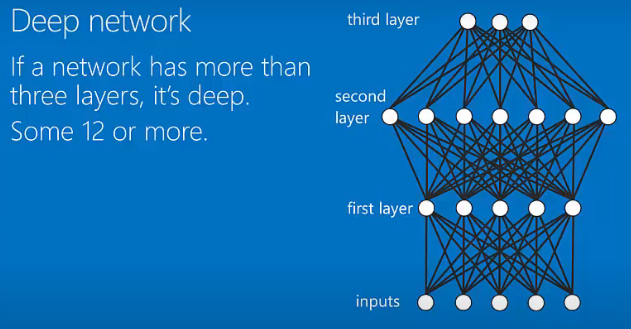 Deep network
If a network has more than
three layers, it's deep.
Some 12 or more.
third layer
second
layer
first layer
inputs